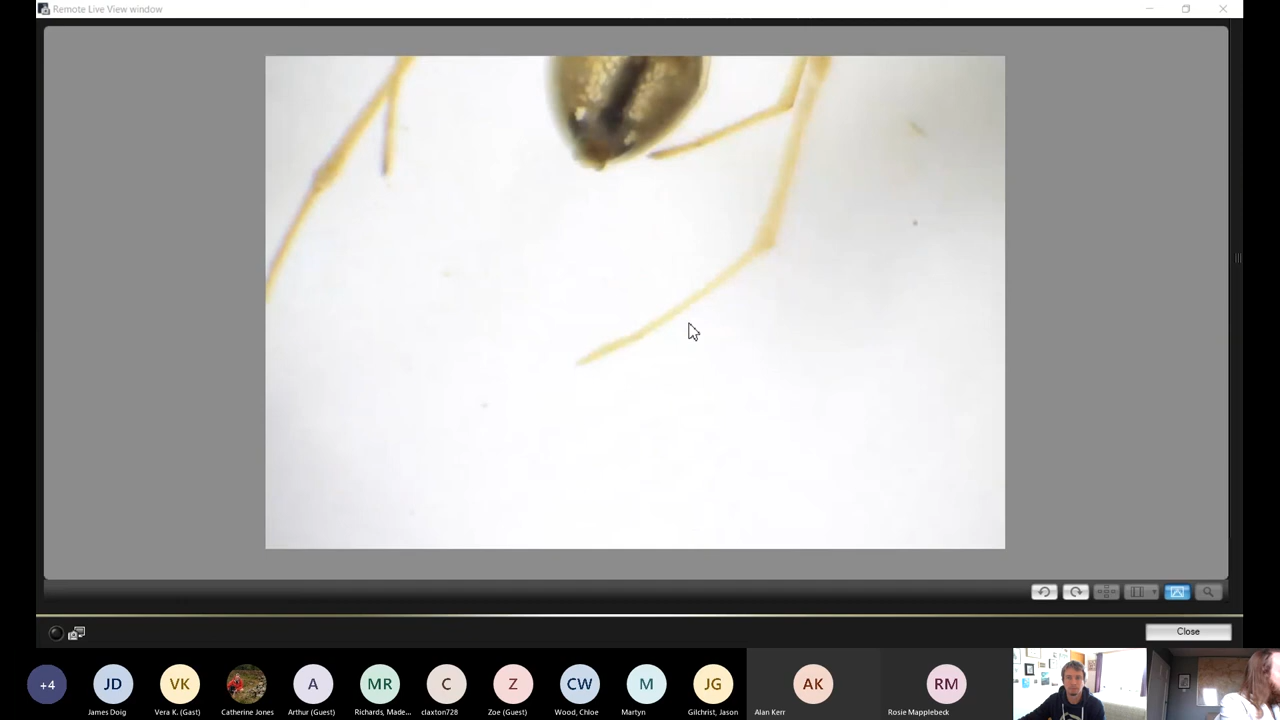 Remote Live View window
Close
+4
JD
VK
A
MR
C
Z
CW
M
JG
AK
RM
James Doig
Vera K. (Gast)
Catherine Jones
Arthur (Guest)
Richards, Made...
claxton728
Zoe (Guest)
Wood, Chloe
Martyn
Gilchrist, Jason
Alan Kerr
Rosie Mapplebeck